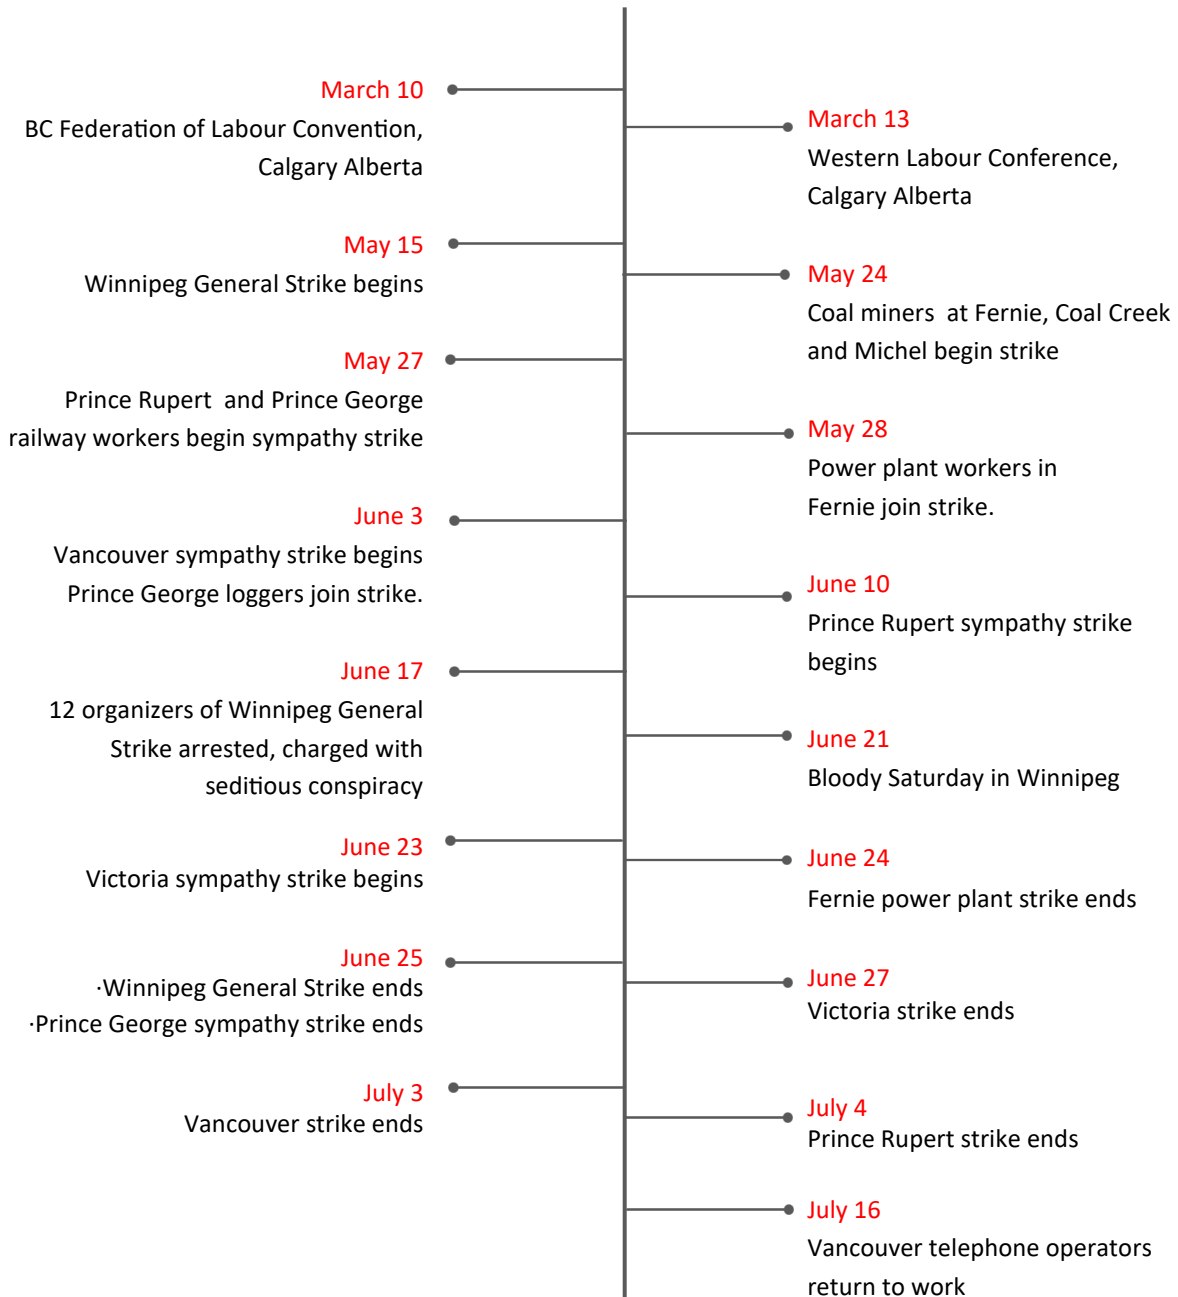 March 10
BC Federation of Labour Convention,
Calgary Alberta
March 13
Western Labour Conference,
Calgary Alberta
May 15
Winnipeg General Strike begins
May 24
Coal miners  at Fernie, Coal Creek
and Michel begin strike
May 27
Prince Rupert  and Prince George
railway workers begin sympathy strike
May 28
Power plant workers in
Fernie join strike.
June 3
Vancouver sympathy strike begins
Prince George loggers join strike.
June 10
Prince Rupert sympathy strike
begins
June 17
12 organizers of Winnipeg General
Strike arrested, charged with
seditious conspiracy
June 21
Bloody Saturday in Winnipeg
June 23
Victoria sympathy strike begins
June 24
Fernie power plant strike ends
June 25
·Winnipeg General Strike ends
·Prince George sympathy strike ends
June 27
Victoria strike ends
July 3
Vancouver strike ends
July 4
Prince Rupert strike ends
July 16
Vancouver telephone operators
return to work